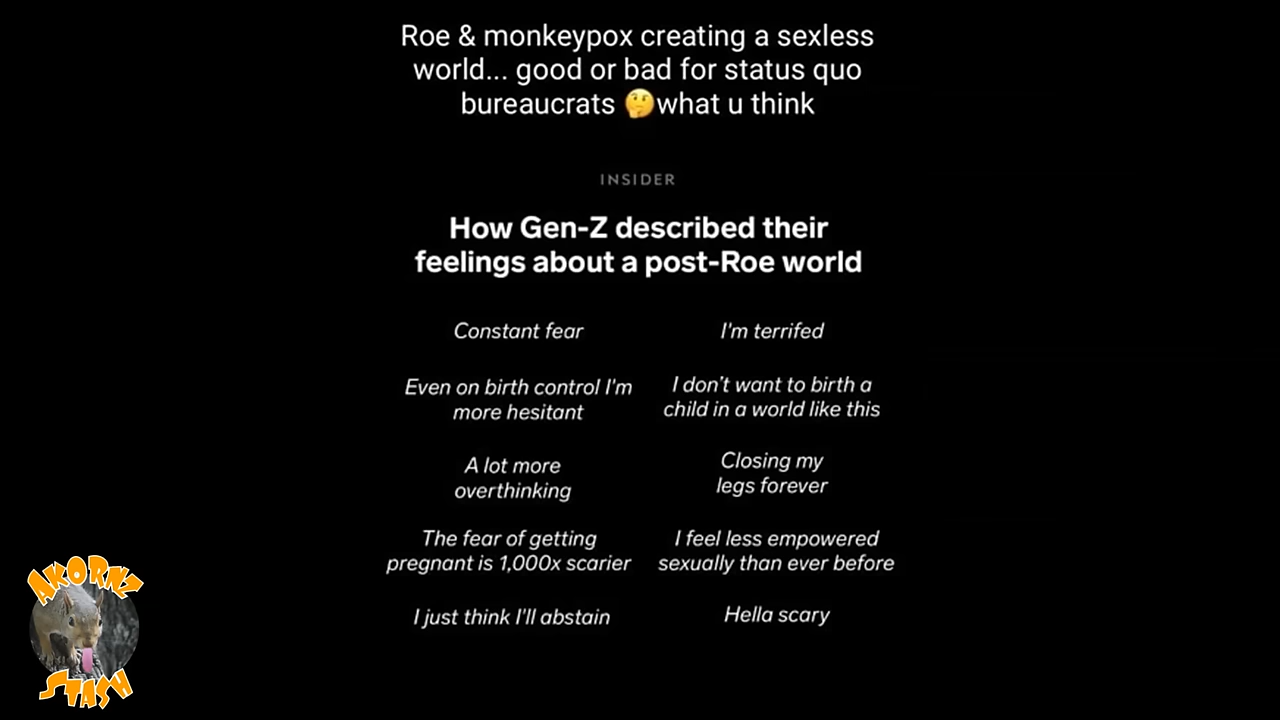 Roe & monkeypox creating a sexless
world... good or bad for status quo
bureaucrats 🤔what u think
INSIDER
How Gen-Z described their
feelings about a post-Roe world
Constant fear
I'm terrifed
Even on birth control I'm
more hesitant
I don't want to birth a
child in a world like this
A lot more
overthinking
Closing my
legs forever
The fear of getting
pregnant is 1,000x scarier
I feel less empowered
sexually than ever before
I just think I'll abstain
Hella scary
AKORNZ
STASH